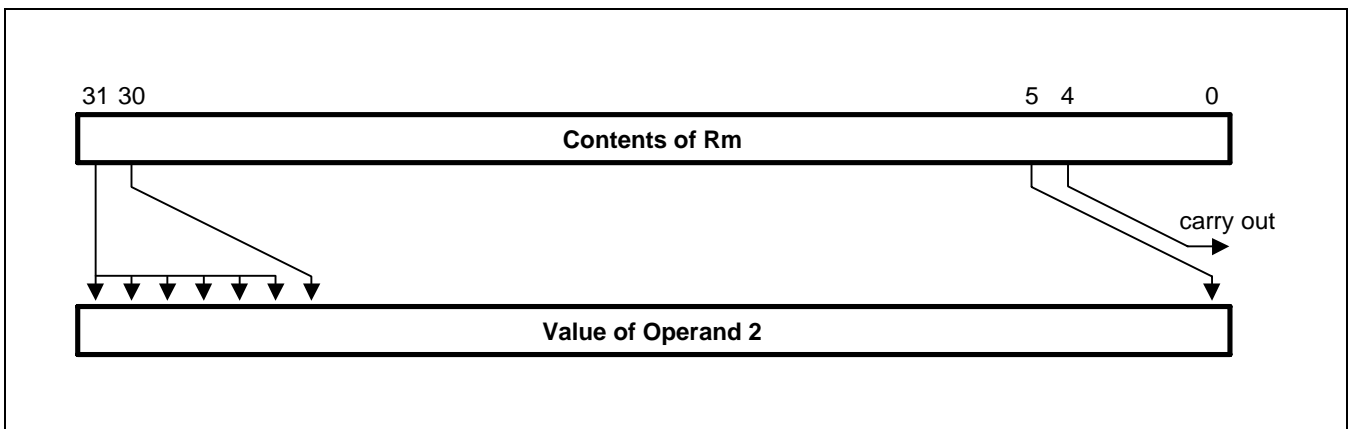 31 30 5 4 0
Contents of Rm
carry out
Value of Operand 2